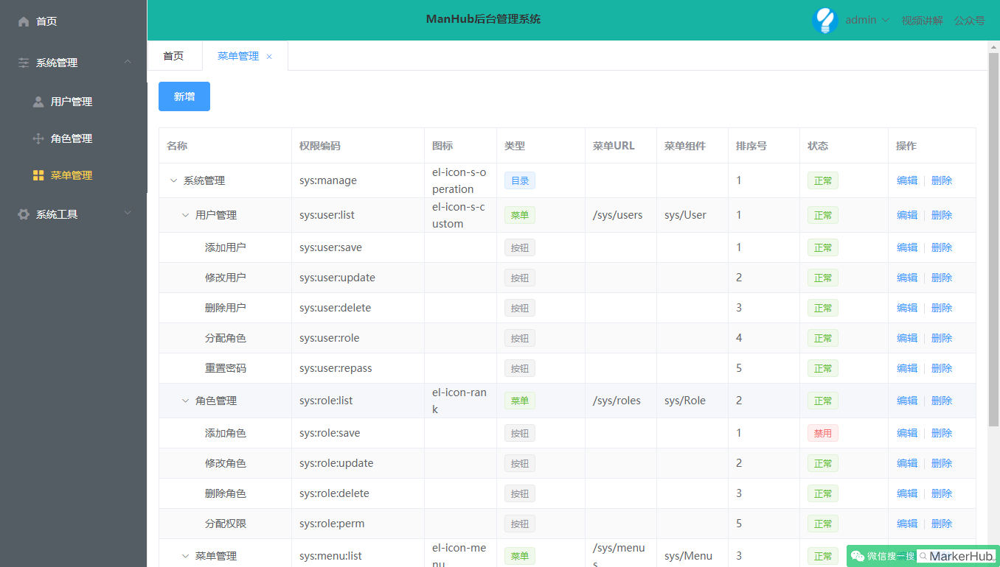 首页
系统管理
用户管理
角色管理
菜单管理
系统工具
ManHub后台管理系统
admin 视频讲解 公众号
首页 菜单管理 ×
新增
名称 权限编码 图标 类型 菜单URL 菜单组件 排序号 状态 操作
系统管理 sys:manage el-icon-s-o 目录 1 正常 编辑 删除
peration
用户管理 sys:user:list el-icon-s-c 菜单 /sys/users sys/User 1 正常 编辑 删除
ustom
添加用户 sys:user:save 按钮 1 正常 编辑 删除
修改用户 sys:user:update 按钮 2 正常 编辑 删除
删除用户 sys:user:delete 按钮 3 正常 编辑 删除
分配角色 sys:user:role 按钮 4 正常 编辑 删除
重置密码 sys:user:repass 按钮 5 正常 编辑 删除
角色管理 sys:role:list el-icon-ran 菜单 /sys/roles sys/Role 2 正常 编辑 删除
k
添加角色 sys:role:save 按钮 1 禁用 编辑 删除
修改角色 sys:role:update 按钮 2 正常 编辑 删除
删除角色 sys:role:delete 按钮 3 正常 编辑 删除
分配权限 sys:role:perm 按钮 5 正常 编辑 删除
菜单管理 sys:menu:list el-icon-me 菜单 /sys/menu sys/Menu 3 正常
nu s
微信搜一搜 MarkerHub